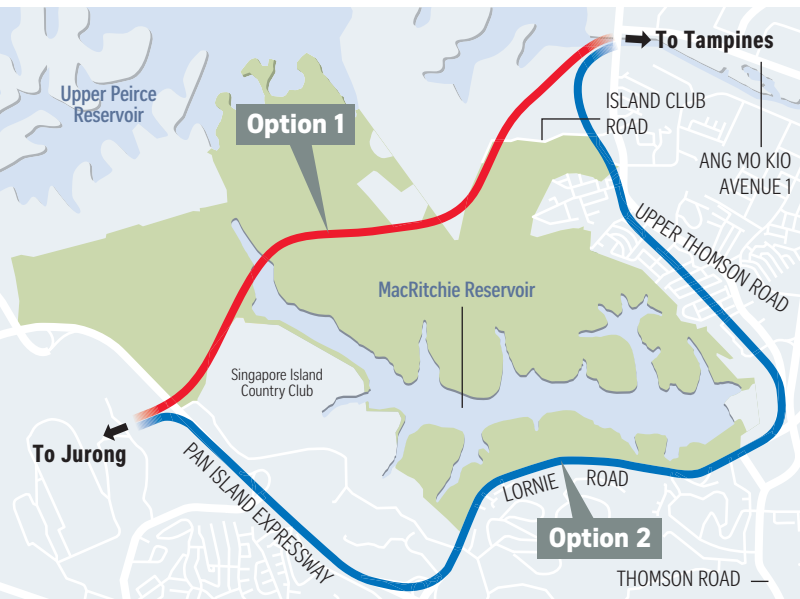 To Tampines
Upper Peirce
Reservoir
Option 1
ISLAND CLUB
ROAD
ANG MO KIO
AVENUE 1
UPPER THOMSON ROAD
MacRitchie Reservoir
Singapore Island
Country Club
To Jurong
PAN ISLAND EXPRESSWAY
LORNIE ROAD
Option 2
THOMSON ROAD